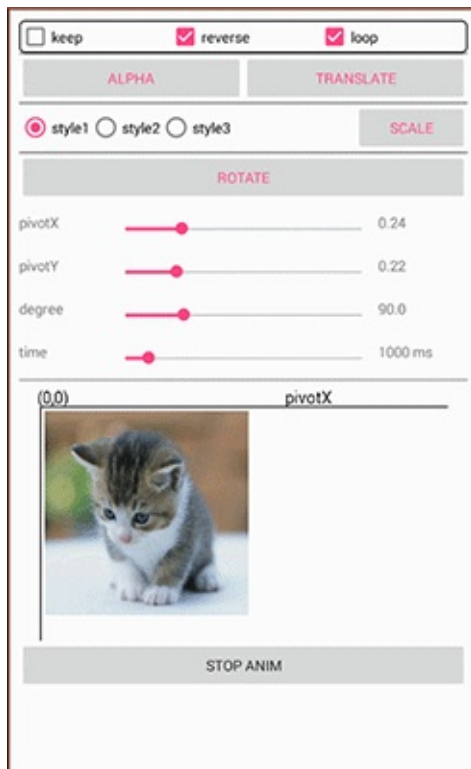 keep reverse loop
ALPHA TRANSLATE
style1 style2 style3 SCALE
ROTATE
pivotX 0.24
pivotY 0.22
degree 90.0
time 1000 ms
(0,0) pivotX
STOP ANIM